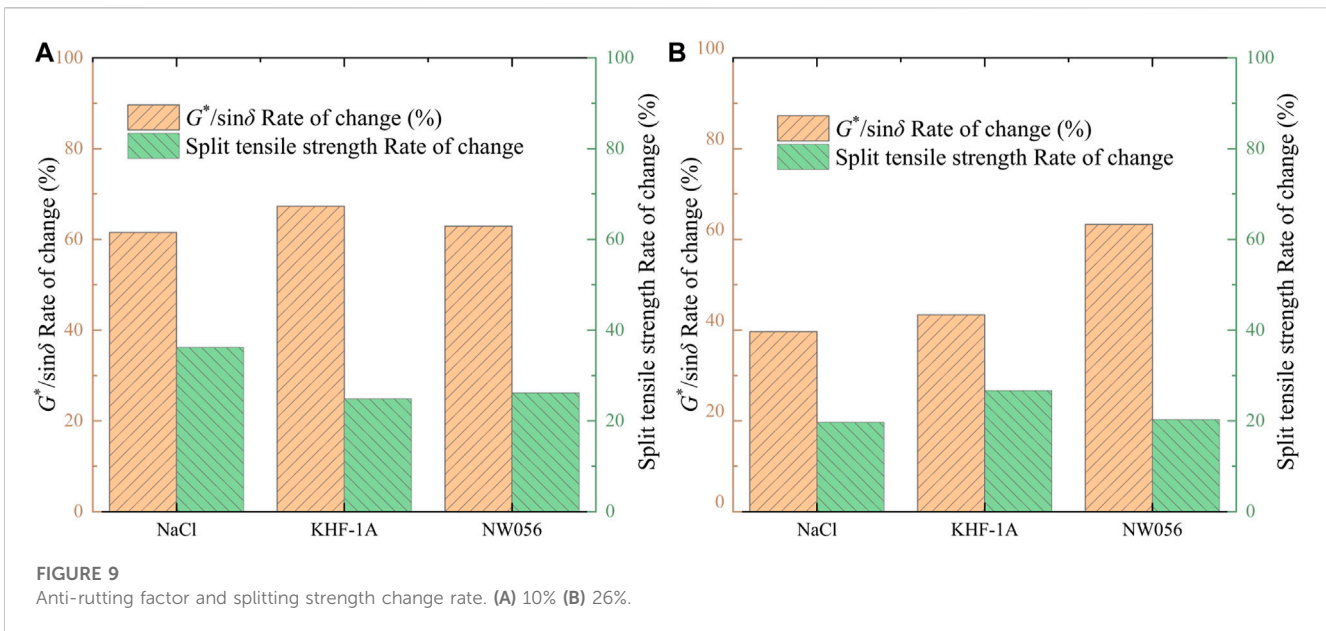 A
B
100
80
60
40
20
0
G*/sinδ Rate of change (%)
G*/sinδ Rate of change (%)
Split tensile strength Rate of change
NaCl
KHF-1A
NW056
100
80
60
40
20
0
Split tensile strength Rate of change (%)
100
80
60
40
20
0
G*/sinδ Rate of change (%)
G*/sinδ Rate of change (%)
Split tensile strength Rate of change
NaCl
KHF-1A
NW056
100
80
60
40
20
0
Split tensile strength Rate of change (%)
FIGURE 9
Anti-rutting factor and splitting strength change rate. (A) 10% (B) 26%.